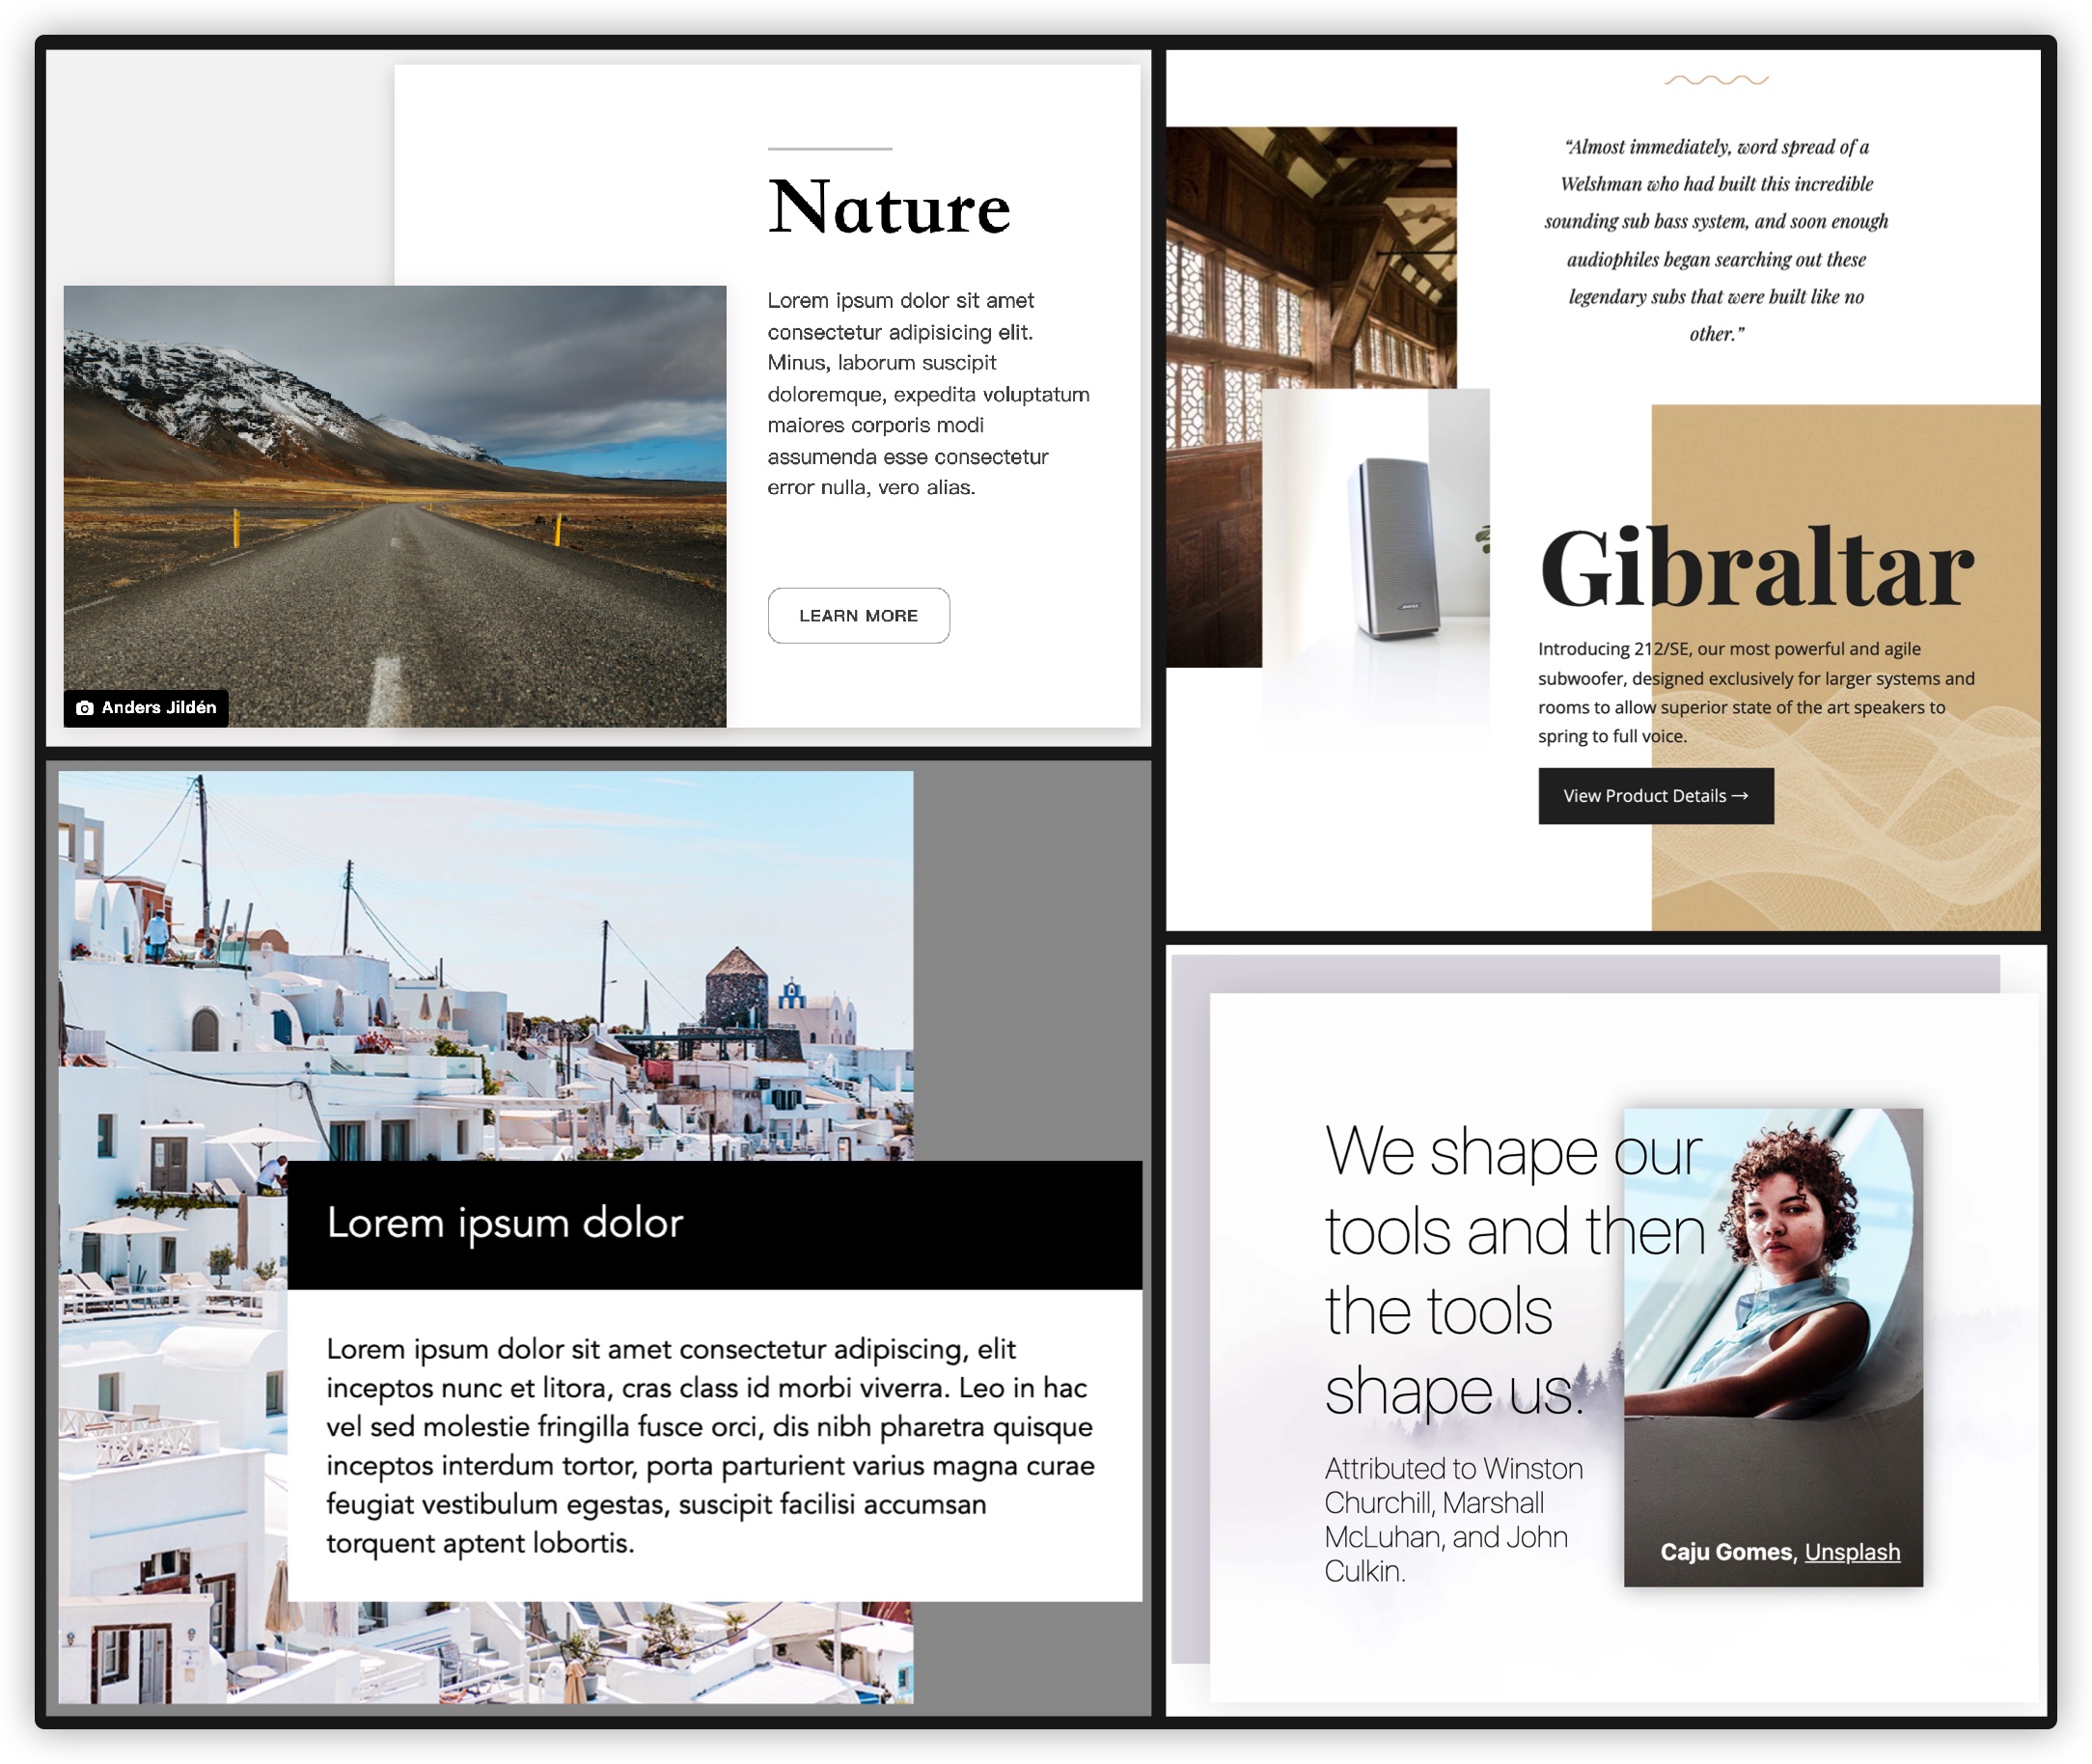 Nature
Lorem ipsum dolor sit amet
consectetur adipisicing elit.
Minus, laborum suscipit
doloremque, expedita voluptatum
maiores corporis modi
assumenda esse consectetur
error nulla, vero alias.
LEARN MORE
Anders Jildén
“Almost immediately, word spread of a
Welshman who had built this incredible
sounding sub bass system, and soon enough
audiophiles began searching out these
legendary subs that were built like no
other.”
Gibraltar
Introducing 212/SE, our most powerful and agile
subwoofer, designed exclusively for larger systems and
rooms to allow superior state of the art speakers to
spring to full voice.
View Product Details →
Lorem ipsum dolor
Lorem ipsum dolor sit amet consectetur adipiscing, elit
inceptos nunc et litora, cras class id morbi viverra. Leo in hac
vel sed molestie fringilla fusce orci, dis nibh pharetra quisque
inceptos interdum tortor, porta parturient varius magna curae
feugiat vestibulum egestas, suscipit facilisi accumsan
torquent aptent lobortis.
We shape our
tools and then
the tools
shape us.
Attributed to Winston
Churchill, Marshall
McLuhan, and John
Culkin.
Caju Gomes, Unsplash